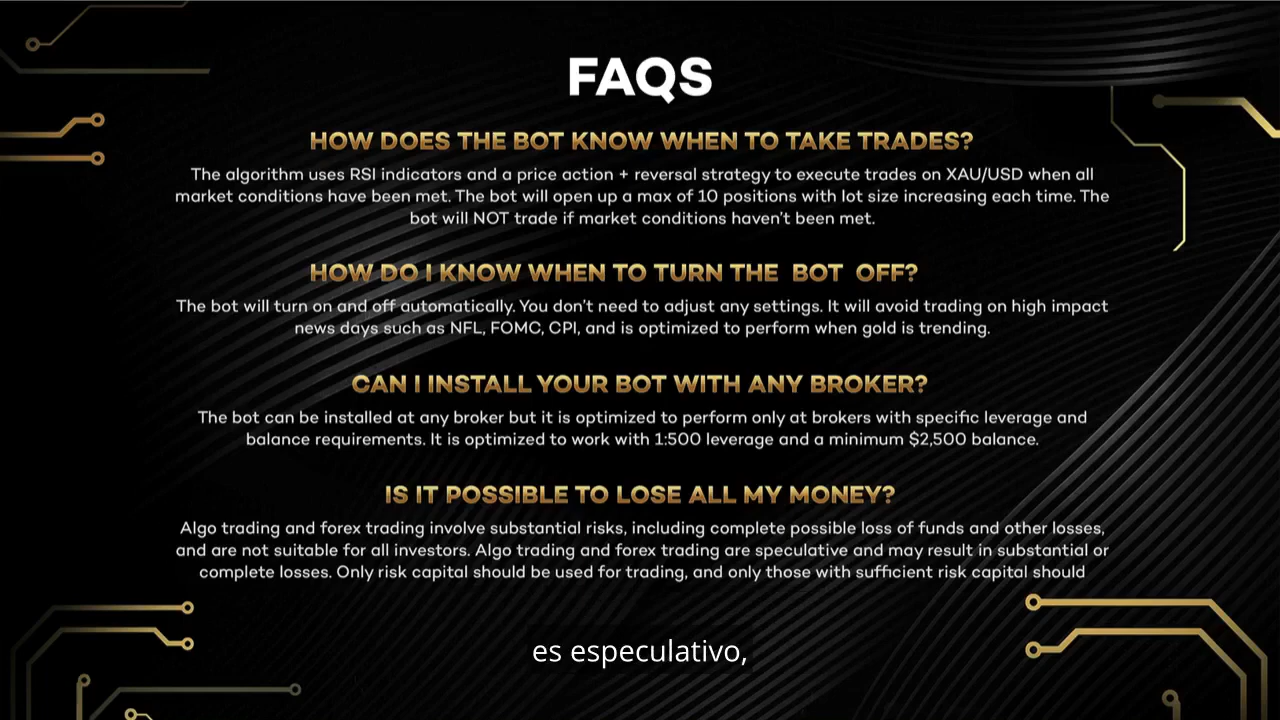 FAQS
HOW DOES THE BOT KNOW WHEN TO TAKE TRADES?
The algorithm uses RSI indicators and a price action + reversal strategy to execute trades on XAU/USD when all
market conditions have been met. The bot will open up a max of 10 positions with lot size increasing each time. The
bot will NOT trade if market conditions haven't been met.
HOW DO I KNOW WHEN TO TURN THE BOT OFF?
The bot will turn on and off automatically. You don't need to adjust any settings. It will avoid trading on high impact
news days such as NFL, FOMC, CPI, and is optimized to perform when gold is trending.
CAN I INSTALL YOUR BOT WITH ANY BROKER?
The bot can be installed at any broker but it is optimized to perform only at brokers with specific leverage and
balance requirements. It is optimized to work with 1:500 leverage and a minimum $2,500 balance.
IS IT POSSIBLE TO LOSE ALL MY MONEY?
Algo trading and forex trading involve substantial risks, including complete possible loss of funds and other losses,
and are not suitable for all investors. Algo trading and forex trading are speculative and may result in substantial or
complete losses. Only risk capital should be used for trading, and only those with sufficient risk capital should
es especulativo,